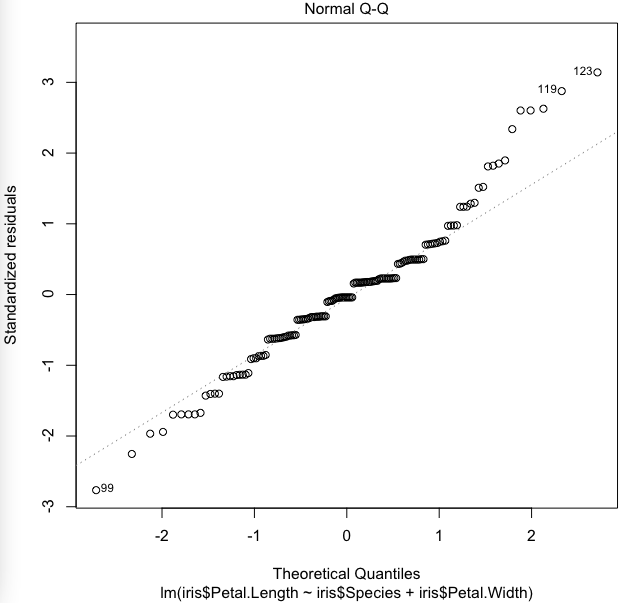 Normal Q-Q
Standardized residuals
3
2
1
0
-1
-2
-3
123
119
99
-2 -1 0 1 2
Theoretical Quantiles
lm(iris$Petal.Length ~ iris$Species + iris$Petal.Width)